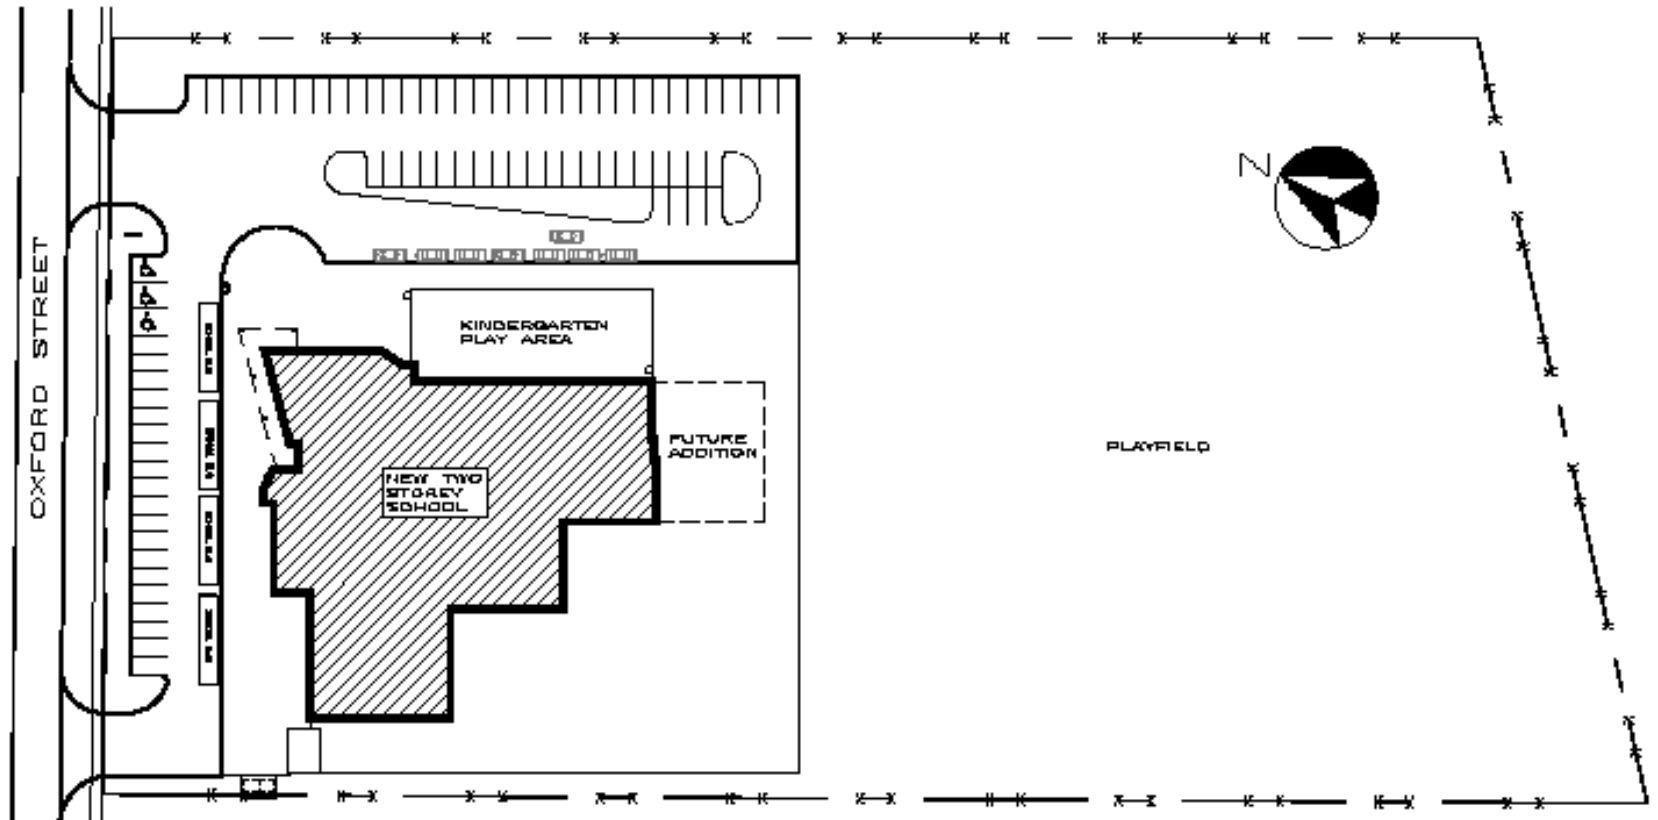 OXFORD STREET
N
KINDERGARTEN
PLAY AREA
FUTURE
ADDITION
NEW TWO
STOREY
SCHOOL
PLAYFIELD